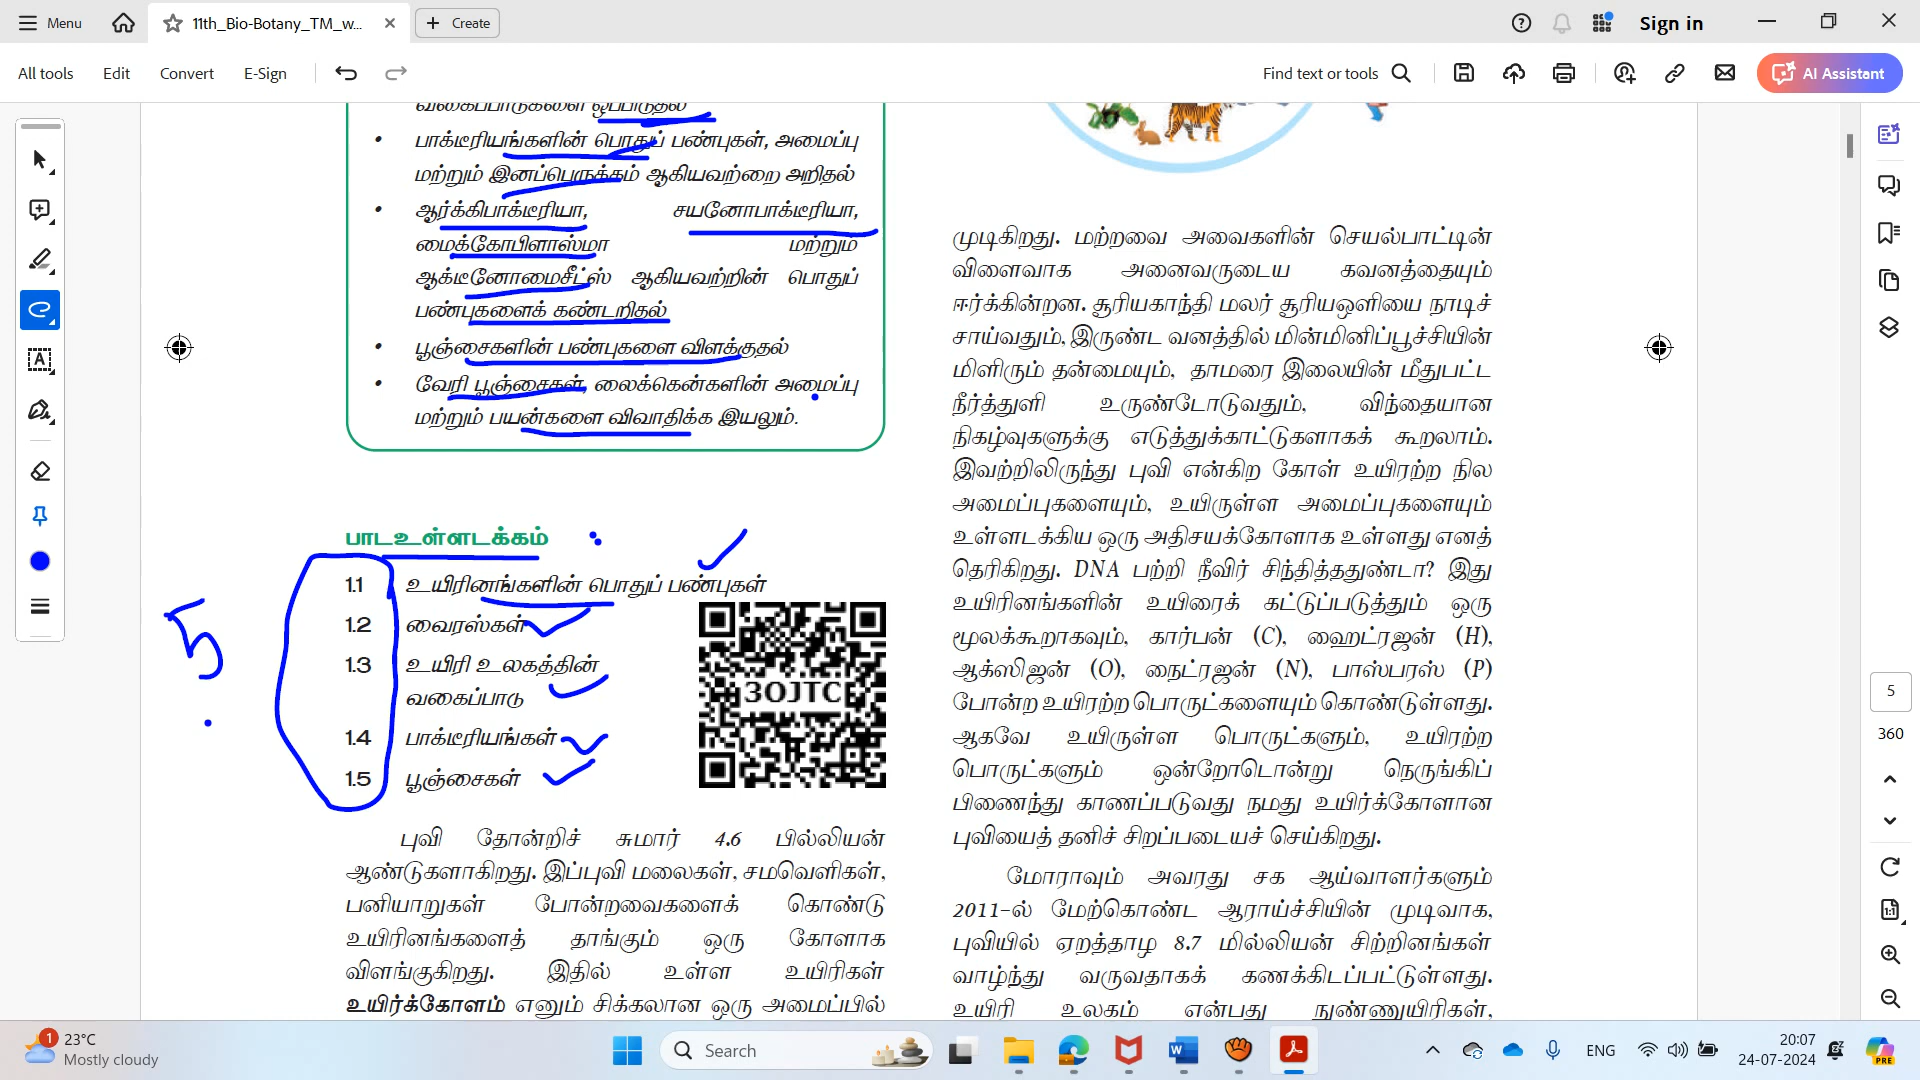 Menu
11th_Bio-Botany_TM_w...
Create
Sign in
All tools
Edit
Convert
E-Sign
Find text or tools
AI Assistant
வகைப்பாடுகளை ஒப்பிடுதல்
• பாக்டீரியங்களின் பொதுப் பண்புகள், அமைப்பு
மற்றும் இனப்பெருக்கம் ஆகியவற்றை அறிதல்
• ஆர்க்கிபாக்டீரியா, சயனோபாக்டீரியா,
மைக்கோபிளாஸ்மா மற்றும்
ஆக்டீனோமைசீட்ஸ் ஆகியவற்றின் பொதுப்
பண்புகளைக் கண்டறிதல்
• பூஞ்சைகளின் பண்புகளை விளக்குதல்
• வேரி பூஞ்சைகள், லைக்கென்களின் அமைப்பு
மற்றும் பயன்களை விவாதிக்க இயலும்.
பாடஉள்ளடக்கம்
1.1 உயிரினங்களின் பொதுப் பண்புகள்
1.2 வைரஸ்கள்
1.3 உயிரி உலகத்தின்
வகைப்பாடு
1.4 பாக்டீரியங்கள்
1.5 பூஞ்சைகள்
5
3OJTCE
புவி தோன்றிச் சுமார் 4.6 பில்லியன்
ஆண்டுகளாகிறது. இப்புவி மலைகள், சமவெளிகள்,
பனியாறுகள் போன்றவைகளைக் கொண்டு
உயிரினங்களைத் தாங்கும் ஒரு கோளாக
விளங்குகிறது. இதில் உள்ள உயிரிகள்
உயிர்க்கோளம் எனும் சிக்கலான ஒரு அமைப்பில்
முடிகிறது. மற்றவை அவைகளின் செயல்பாட்டின்
விளைவாக அனைவருடைய கவனத்தையும்
ஈர்க்கின்றன. சூரியகாந்தி மலர் சூரியஒளியை நாடிச்
சாய்வதும், இருண்ட வனத்தில் மின்மினிப்பூச்சியின்
மிளிரும் தன்மையும், தாமரை இலையின் மீதுபட்ட
நீர்த்துளி உருண்டோடுவதும், விந்தையான
நிகழ்வுகளுக்கு எடுத்துக்காட்டுகளாகக் கூறலாம்.
இவற்றிலிருந்து புவி என்கிற கோள் உயிரற்ற நில
அமைப்புகளையும், உயிருள்ள அமைப்புகளையும்
உள்ளடக்கிய ஒரு அதிசயக்கோளாக உள்ளது எனத்
தெரிகிறது. DNA பற்றி நீவிர் சிந்தித்ததுண்டா? இது
உயிரினங்களின் உயிரைக் கட்டுப்படுத்தும் ஒரு
மூலக்கூறாகவும், கார்பன் (C), ஹைட்ரஜன் (H),
ஆக்ஸிஜன் (O), நைட்ரஜன் (N), பாஸ்பரஸ் (P)
போன்ற உயிரற்ற பொருட்களையும் கொண்டுள்ளது.
ஆகவே உயிருள்ள பொருட்களும், உயிரற்ற
பொருட்களும் ஒன்றோடொன்று நெருங்கிப்
பிணைந்து காணப்படுவது நமது உயிர்க்கோளான
புவியைத் தனிச் சிறப்படையச் செய்கிறது.
மோராவும் அவரது சக ஆய்வாளர்களும்
2011-ல் மேற்கொண்ட ஆராய்ச்சியின் முடிவாக,
புவியில் ஏறத்தாழ 8.7 மில்லியன் சிற்றினங்கள்
வாழ்ந்து வருவதாகக் கணக்கிடப்பட்டுள்ளது.
உயிரி உலகம் என்பது நுண்ணுயிரிகள்,
5
360
1
23°C
Mostly cloudy
Search
ENG
20:07
24-07-2024
PRE